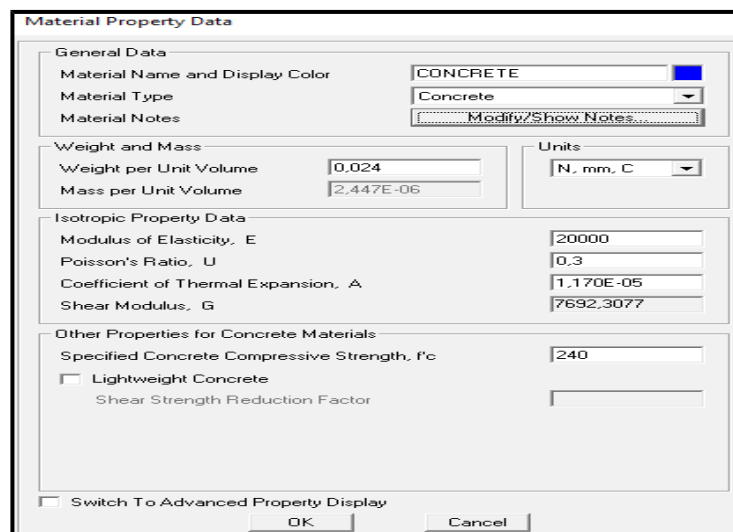 Material Property Data
General Data
Material Name and Display Color CONCRETE
Material Type Concrete
Material Notes Modify/Show Notes...
Weight and Mass Units
Weight per Unit Volume 0,024 N, mm, C
Mass per Unit Volume 2,447E-06
Isotropic Property Data
Modulus of Elasticity, E 20000
Poisson's Ratio, U 0,3
Coefficient of Thermal Expansion, A 1,170E-05
Shear Modulus, G 7692,3077
Other Properties for Concrete Materials
Specified Concrete Compressive Strength, f'c 240
Lightweight Concrete
Shear Strength Reduction Factor
Switch To Advanced Property Display
OK Cancel